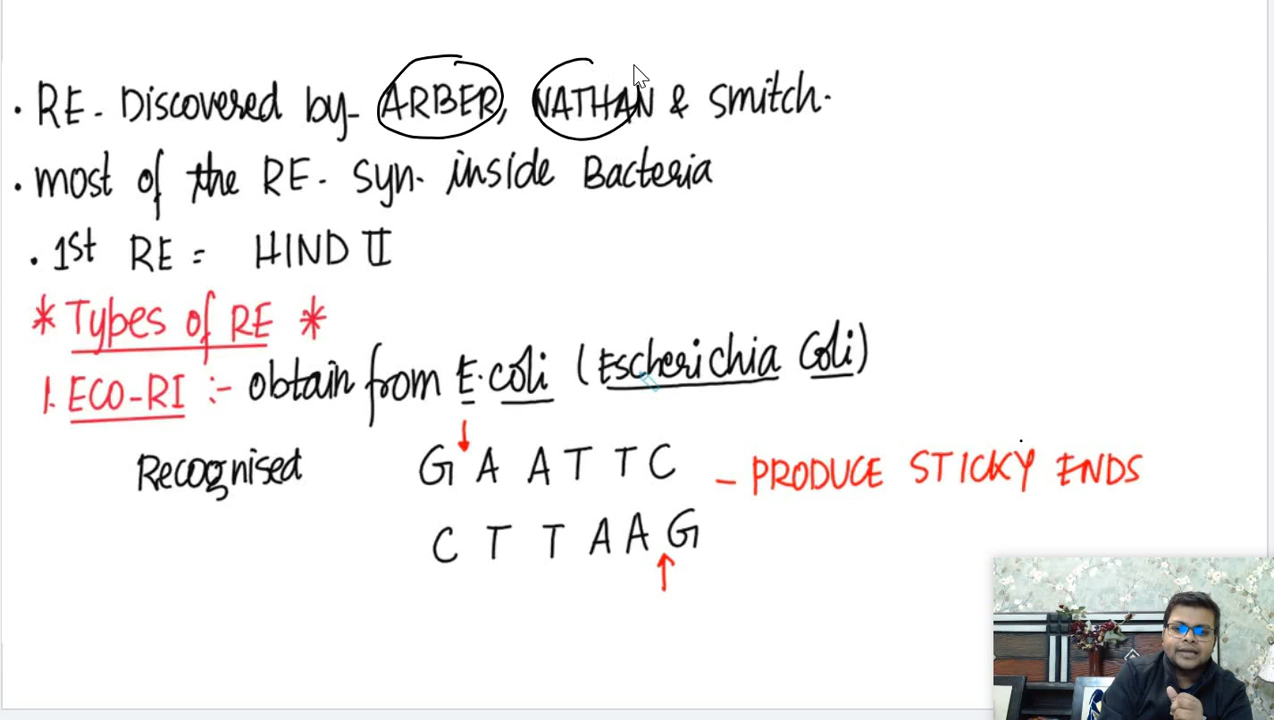 • RE - Discovered by - ARBER, NATHAN & Smitch.
• most of the RE - syn. inside Bacteria
• 1st RE = HIND II
* Types of RE *
1. ECO-RI :- obtain from E.coli (Escherichia Coli)
Recognised G A A T T C - PRODUCE STICKY ENDS
C T T A A G